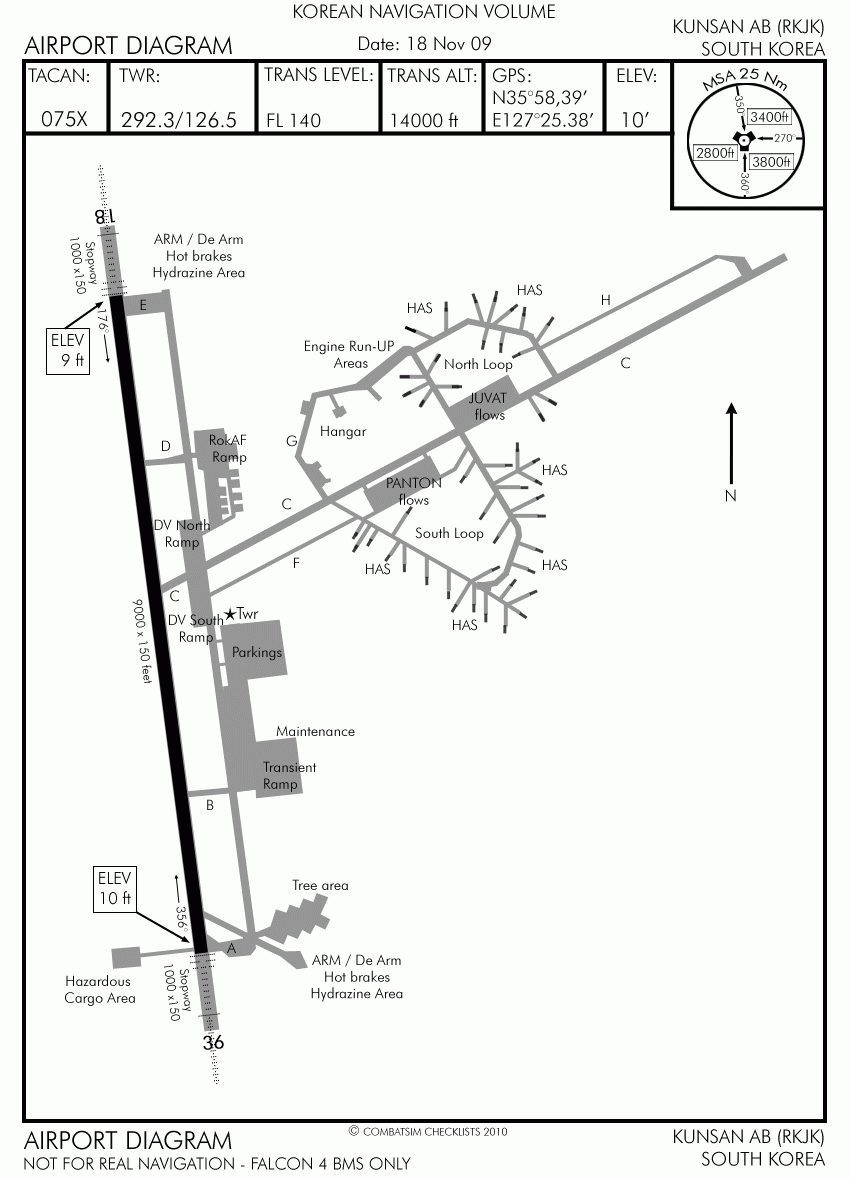 KOREAN NAVIGATION VOLUME
AIRPORT DIAGRAM
Date: 18 Nov 09
KUNSAN AB (RKJK)
SOUTH KOREA
TACAN:
075X
TWR:
292.3/126.5
TRANS LEVEL:
FL 140
TRANS ALT:
14000 ft
GPS:
N35°58,39'
E127°25.38'
ELEV:
10'
MSA 25 Nm
350°
3400ft
270°
2800ft
3800ft
360°
18
Stopway
1000 x150
ARM / De Arm
Hot brakes
Hydrazine Area
E
ELEV
9 ft
176°
HAS
HAS
H
Engine Run-UP
Areas
North Loop
C
JUVAT
flows
G
Hangar
D
RokAF
Ramp
PANTON
flows
HAS
N
C
DV North
Ramp
South Loop
F
HAS
HAS
C
9000 x 150 feet
DV South
Ramp
★Twr
HAS
Parkings
Maintenance
Transient
Ramp
B
ELEV
10 ft
356°
Tree area
A
ARM / De Arm
Hot brakes
Hydrazine Area
Hazardous
Cargo Area
Stopway
1000 x150
36
© COMBATSIM CHECKLISTS 2010
AIRPORT DIAGRAM
NOT FOR REAL NAVIGATION - FALCON 4 BMS ONLY
KUNSAN AB (RKJK)
SOUTH KOREA